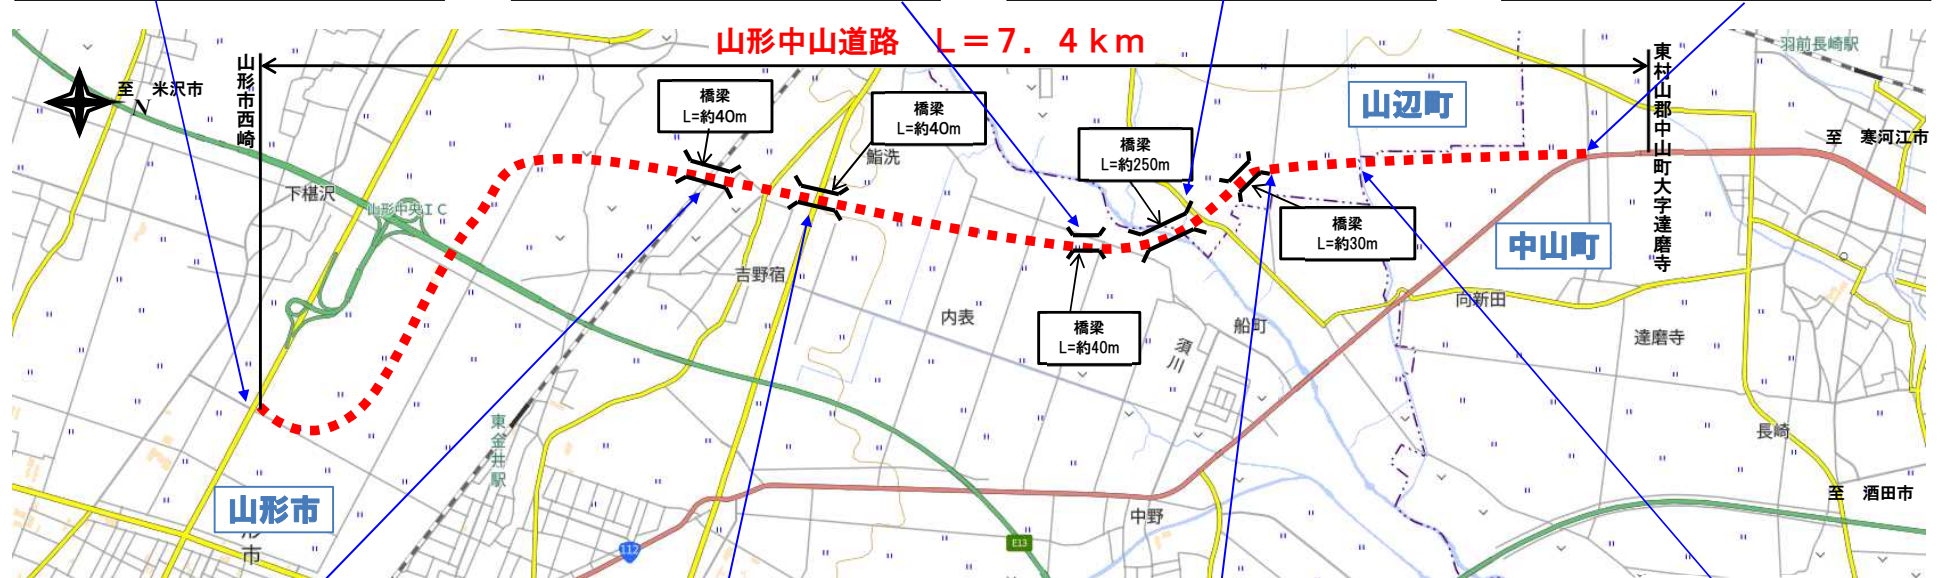 山形中山道路　L＝7．4ｋｍ
羽前長崎駅
山形市西崎
東村山郡中山町大字達磨寺
至　米沢市
N
橋梁
L=約40m
橋梁
L=約40m
山辺町
橋梁
L=約250m
至　寒河江市
鮨洗
下椹沢
山形中央ＩＣ
橋梁
L=約30m
中山町
吉野宿
向新田
内表
船町
橋梁
L=約40m
達磨寺
須川
東金井駅
長崎
山形市
形市
至　酒田市
中野
112
E13